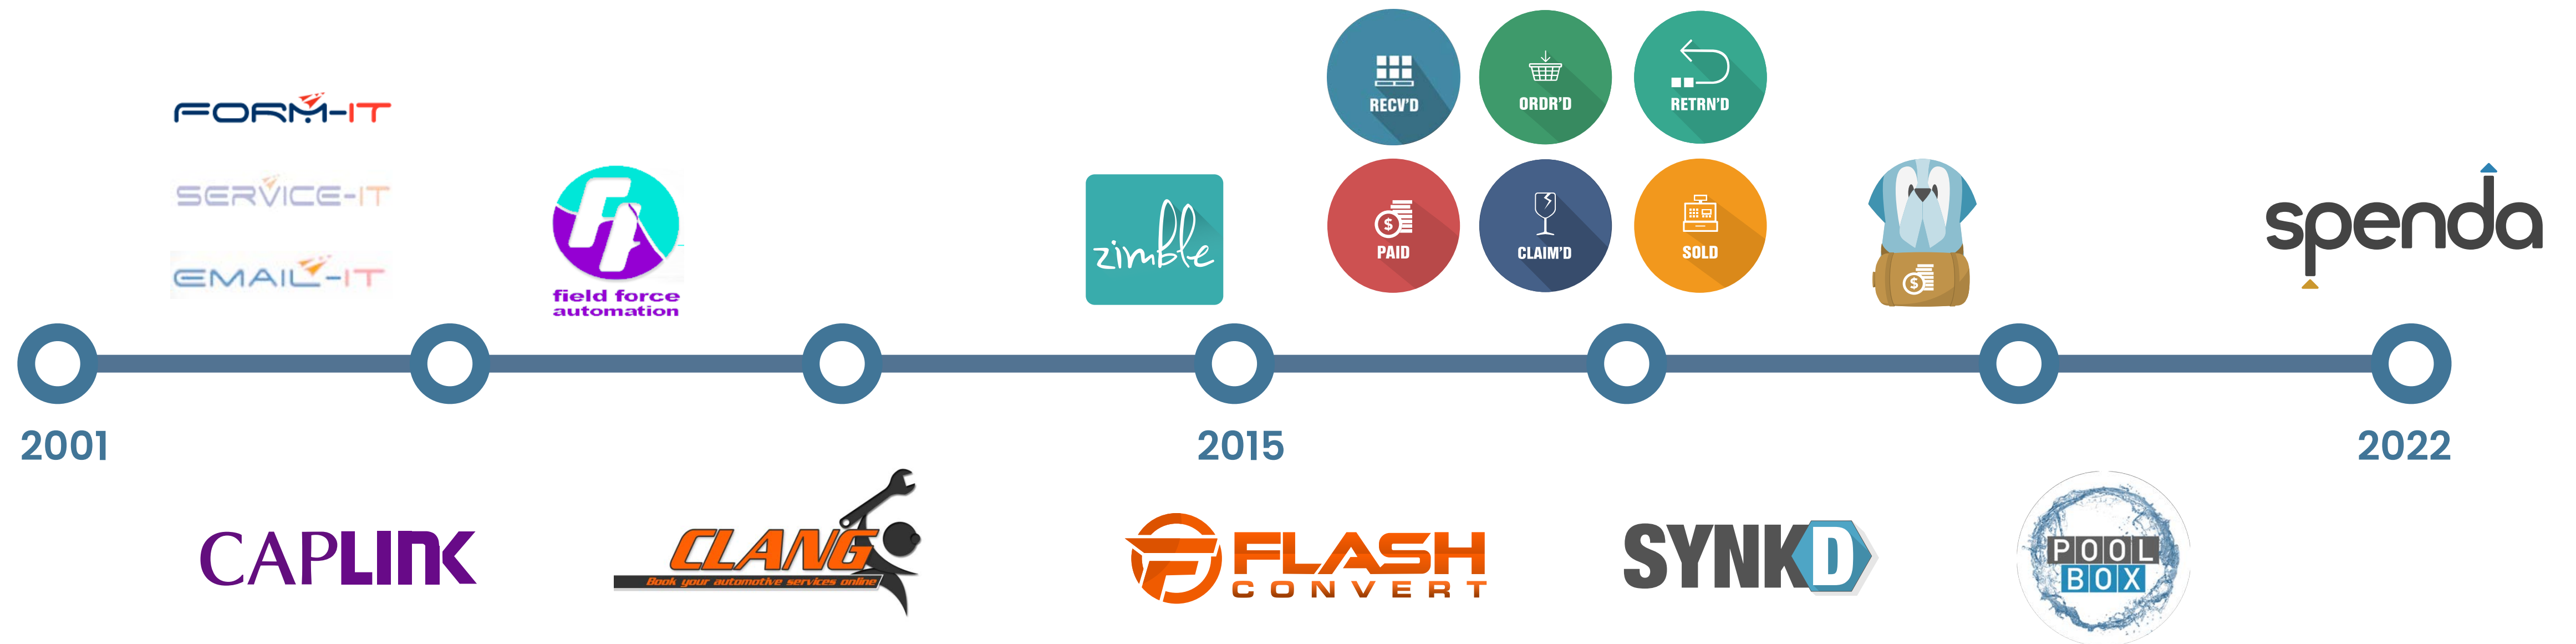 RECV'D
ORDR'D
RETRN'D
FORM-IT
SERVICE-IT
EMAIL-IT
field force
automation
zimble
$
PAID
CLAIM'D
SOLD
$
spenda
2001
2015
2022
CAPLINK
CLANG
Book your automotive services online
FLASH
CONVERT
SYNKD
POOL
BOX